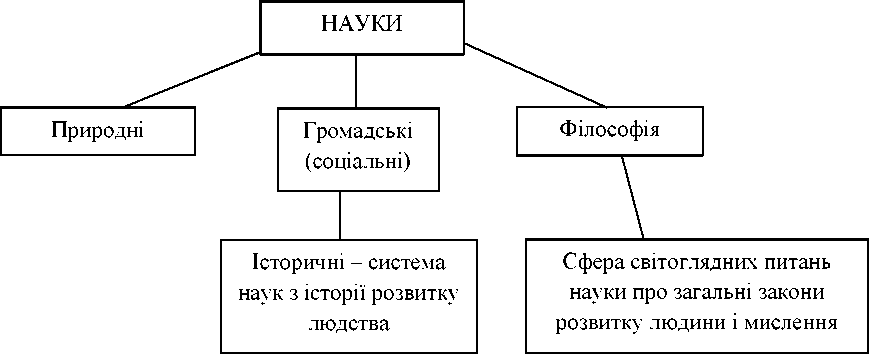 НАУКИ
Природні
Громадські
(соціальні)
Філософія
Історичні – система
наук з історії розвитку
людства
Сфера світоглядних питань
науки про загальні закони
розвитку людини і мислення